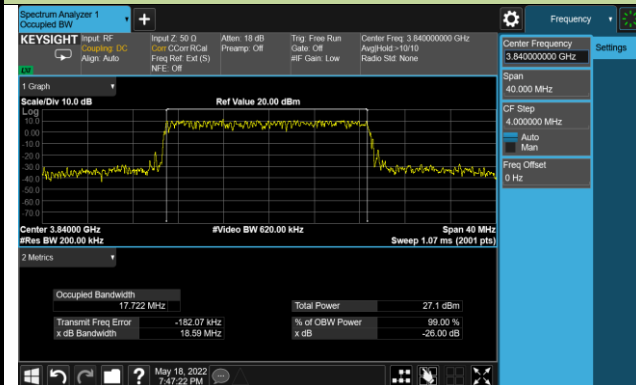 Spectrum Analyzer 1
Occupied BW
+
Frequency
KEYSIGHT
Input: RF
Coupling: DC
Align: Auto
Input Z: 50 Ω
Corr CCorr RCal
Freq Ref: Ext (S)
NFE: Off
Atten: 18 dB
Preamp: Off
Trig: Free Run
Gate: Off
#IF Gain: Low
Center Freq: 3.840000000 GHz
Avg|Hold:>10/10
Radio Std: None
Center Frequency
3.840000000 GHz
Settings
Span
40.000 MHz
CF Step
4.000000 MHz
Auto
Man
Freq Offset
0 Hz
1 Graph
Scale/Div 10.0 dB
Ref Value 20.00 dBm
Log
10.0
0.00
-10.0
-20.0
-30.0
-40.0
-50.0
-60.0
-70.0
Center 3.84000 GHz
#Video BW 620.00 kHz
Span 40 MHz
#Res BW 200.00 kHz
Sweep 1.07 ms (2001 pts)
2 Metrics
Occupied Bandwidth
17.722 MHz
Total Power
27.1 dBm
Transmit Freq Error
-182.07 kHz
% of OBW Power
99.00 %
x dB Bandwidth
18.59 MHz
x dB
-26.00 dB
?
May 18, 2022
7:47:22 PM